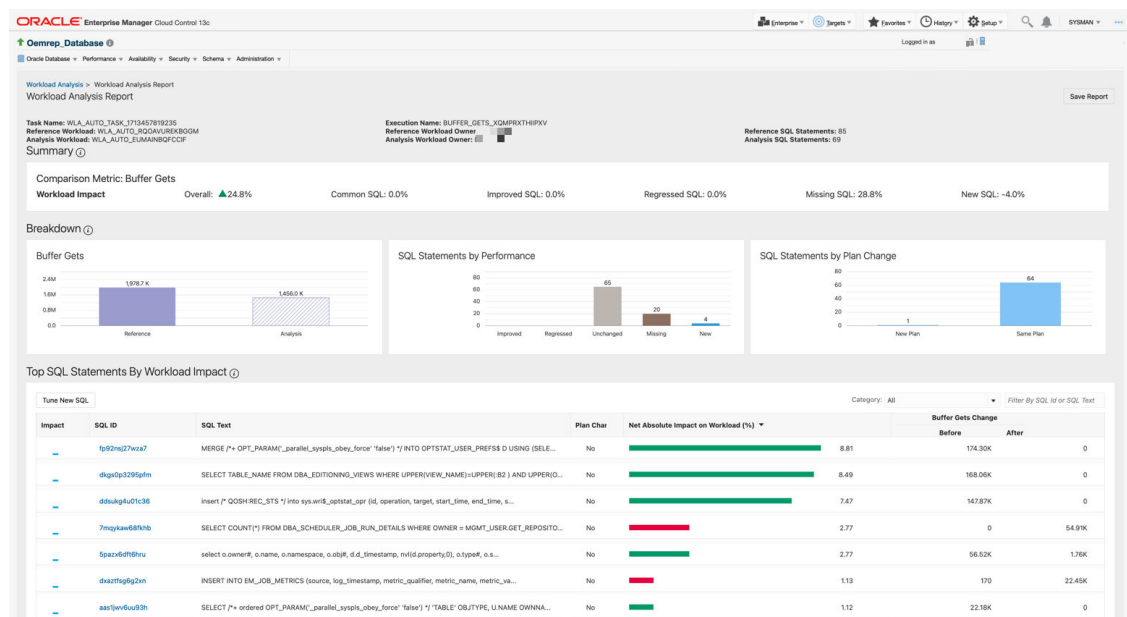 ORACLE Enterprise Manager Cloud Control 13c
Enterprise Targets Favorites History Setup SYSMAN
Oemrep_Database
Logged in as
Oracle Database Performance Availability Security Schema Administration
Workload Analysis > Workload Analysis Report
Workload Analysis Report
Save Report
Task Name: WLA_AUTO_TASK_1713457819235
Reference Workload: WLA_AUTO_RQOAVUREKBGGM
Analysis Workload: WLA_AUTO_EUMAINBQFCCIF
Execution Name: BUFFER_GETS_XQMPRXTHIPXV
Reference Workload Owner
Analysis Workload Owner:
Reference SQL Statements: 85
Analysis SQL Statements: 69
Summary
Comparison Metric: Buffer Gets
Workload Impact Overall: 24.8% Common SQL: 0.0% Improved SQL: 0.0% Regressed SQL: 0.0% Missing SQL: 28.8% New SQL: -4.0%
Breakdown
Buffer Gets
2.4M
1.6M
0.8M
0.0
1,978.7 K
1,456.0 K
Reference Analysis
SQL Statements by Performance
80
60
40
20
0
65
20
4
Improved Regressed Unchanged Missing New
SQL Statements by Plan Change
80
60
40
20
0
1
64
New Plan Same Plan
Top SQL Statements By Workload Impact
Tune New SQL
Category: All
Filter By SQL Id or SQL Text
Impact SQL ID SQL Text Plan Char Net Absolute Impact on Workload (%) Buffer Gets Change
Before After
fp92nsj27wza7 MERGE /*+ OPT_PARAM('_parallel_syspls_obey_force' 'false') */ INTO OPTSTAT_USER_PREFS$ D USING (SELE... No 8.81 174.30K 0
dkgs0p3295pfm SELECT TABLE_NAME FROM DBA_EDITIONING_VIEWS WHERE UPPER(VIEW_NAME)=UPPER(:B2 ) AND UPPER(O... No 8.49 168.06K 0
ddsukg4u01c36 insert /* QOSH:REC_STS */ into sys.wri$_optstat_opr (id, operation, target, start_time, end_time, s... No 7.47 147.87K 0
7mqykaw68fkhb SELECT COUNT(*) FROM DBA_SCHEDULER_JOB_RUN_DETAILS WHERE OWNER = MGMT_USER.GET_REPOSITO... No 2.77 0 54.91K
5pazx6dft6hru select o.owner#, o.name, o.namespace, o.obj#, d.d_timestamp, nvl(d.property,0), o.type#, o.s... No 2.77 56.52K 1.76K
dxaztfsg6g2xn INSERT INTO EM_JOB_METRICS (source, log_timestamp, metric_qualifier, metric_name, metric_va... No 1.13 170 22.45K
aas1jwv6uu93h SELECT /*+ ordered OPT_PARAM('_parallel_syspls_obey_force' 'false') */ 'TABLE' OBJTYPE, U.NAME OWNNA... No 1.12 22.18K 0